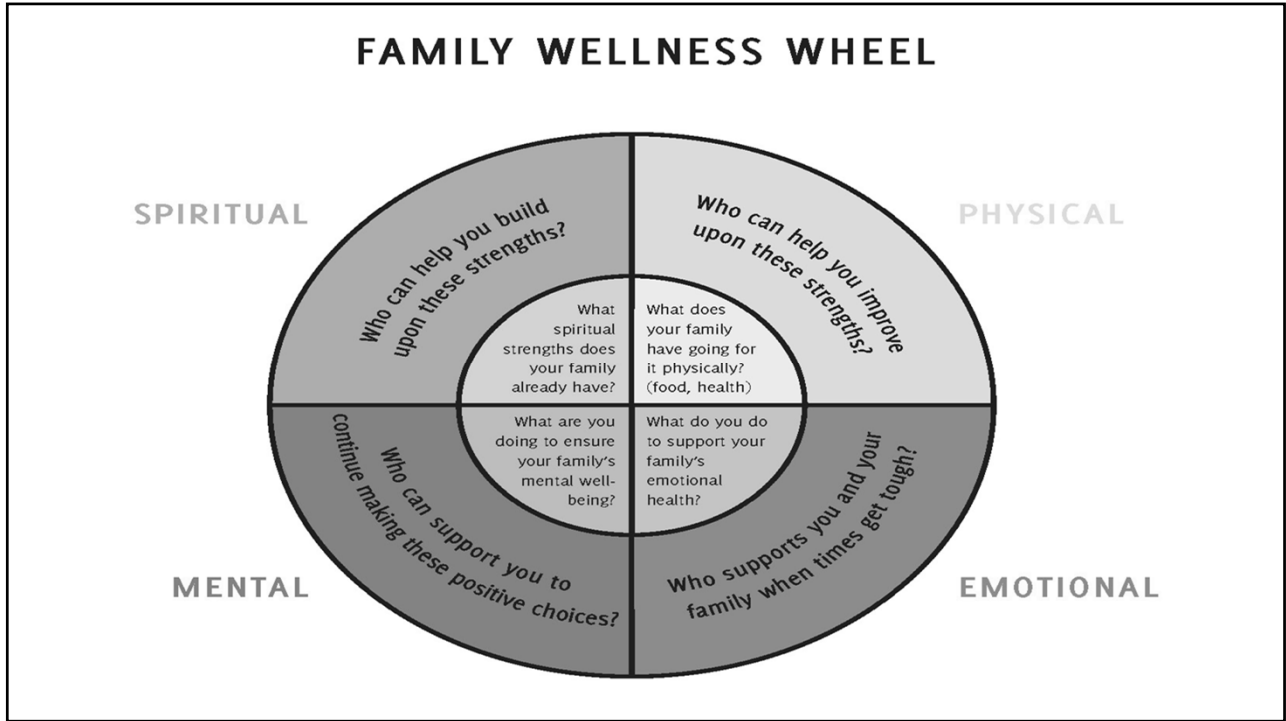 FAMILY WELLNESS WHEEL
SPIRITUAL
Who can help you build
upon these strengths?
PHYSICAL
Who can help you improve
upon these strengths?
What
spiritual
strengths does
your family
already have?
What does
your family
have going for
it physically?
(food, health)
What are you
doing to ensure
your family's
mental well-
being?
What do you do
to support your
family's
emotional
health?
MENTAL
Who can support you to
continue making these positive choices?
EMOTIONAL
Who supports you and your
family when times get tough?